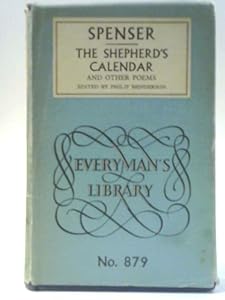 SPENSER
THE SHEPHERD'S
CALENDAR
AND OTHER POEMS
EDITED BY PHILIP HENDERSON
EVERYMAN'S
LIBRARY
No. 879